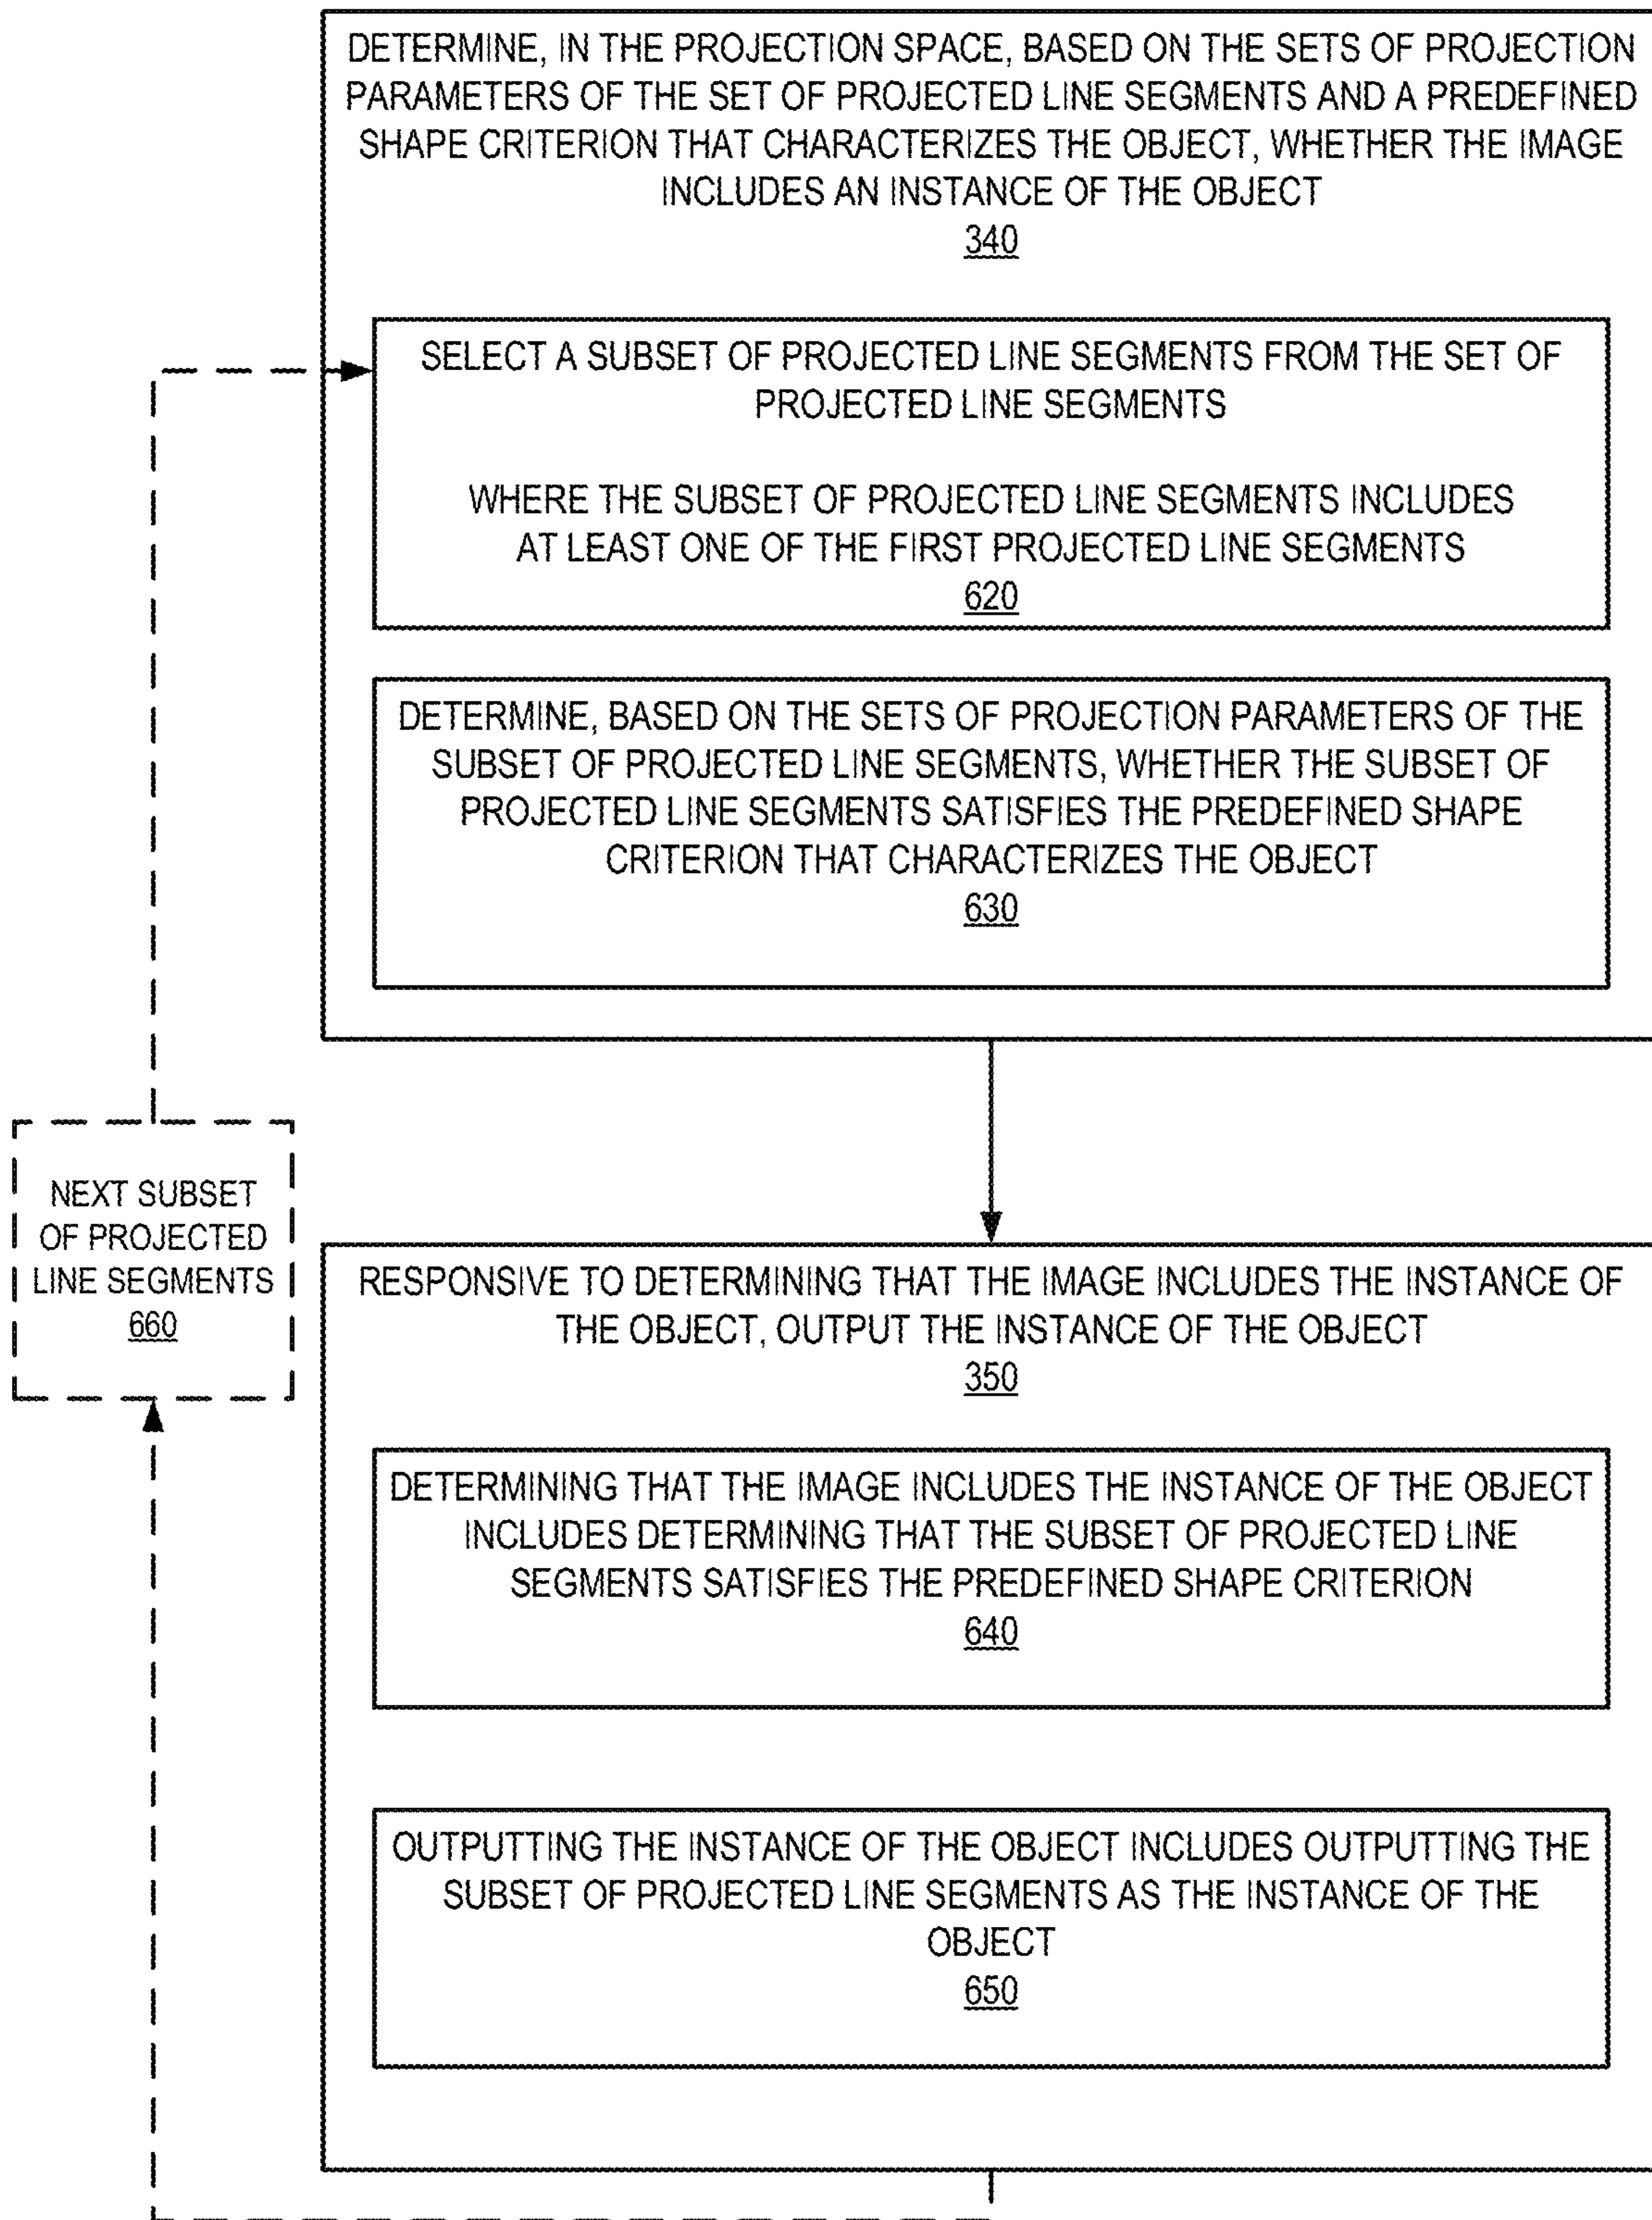 DETERMINE, IN THE PROJECTION SPACE, BASED ON THE SETS OF PROJECTION
PARAMETERS OF THE SET OF PROJECTED LINE SEGMENTS AND A PREDEFINED
SHAPE CRITERION THAT CHARACTERIZES THE OBJECT, WHETHER THE IMAGE
INCLUDES AN INSTANCE OF THE OBJECT
340
SELECT A SUBSET OF PROJECTED LINE SEGMENTS FROM THE SET OF
PROJECTED LINE SEGMENTS
WHERE THE SUBSET OF PROJECTED LINE SEGMENTS INCLUDES
AT LEAST ONE OF THE FIRST PROJECTED LINE SEGMENTS
620
DETERMINE, BASED ON THE SETS OF PROJECTION PARAMETERS OF THE
SUBSET OF PROJECTED LINE SEGMENTS, WHETHER THE SUBSET OF
PROJECTED LINE SEGMENTS SATISFIES THE PREDEFINED SHAPE
CRITERION THAT CHARACTERIZES THE OBJECT
630
NEXT SUBSET
OF PROJECTED
LINE SEGMENTS
660
RESPONSIVE TO DETERMINING THAT THE IMAGE INCLUDES THE INSTANCE OF
THE OBJECT, OUTPUT THE INSTANCE OF THE OBJECT
350
DETERMINING THAT THE IMAGE INCLUDES THE INSTANCE OF THE OBJECT
INCLUDES DETERMINING THAT THE SUBSET OF PROJECTED LINE
SEGMENTS SATISFIES THE PREDEFINED SHAPE CRITERION
640
OUTPUTTING THE INSTANCE OF THE OBJECT INCLUDES OUTPUTTING THE
SUBSET OF PROJECTED LINE SEGMENTS AS THE INSTANCE OF THE
OBJECT
650